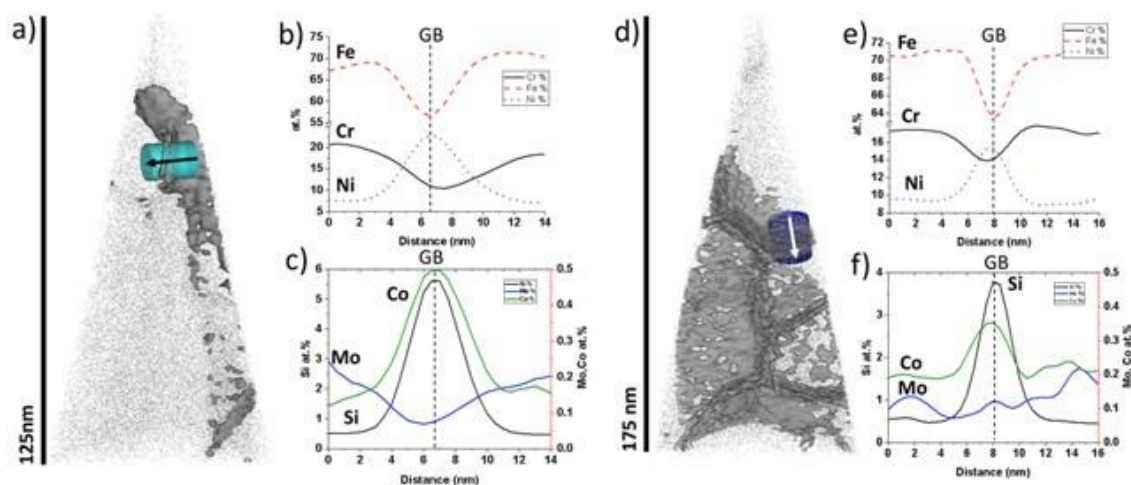 a)
125nm
b)
GB
Fe
Cr
Ni
Cr %
Fe %
Ni %
at.%
75
70
65
60
55
20
15
10
5
0 2 4 6 8 10 12 14
Distance (nm)
c)
GB
Co
Mo
Si
Si at.%
6
5
4
3
2
1
0
Mo,Co at.%
0.5
0.4
0.3
0.2
0.1
0.0
0 2 4 6 8 10 12 14
Distance (nm)
d)
175 nm
e)
GB
Fe
Cr
Ni
Cr %
Fe %
Ni %
at.%
72
70
68
66
64
16
14
12
10
8
0 2 4 6 8 10 12 14 16
Distance (nm)
f)
GB
Si
Co
Mo
Si at.%
4
3
2
1
0
Mo, Co at.%
0.5
0.4
0.3
0.2
0.1
0.0
0 2 4 6 8 10 12 14 16
Distance (nm)